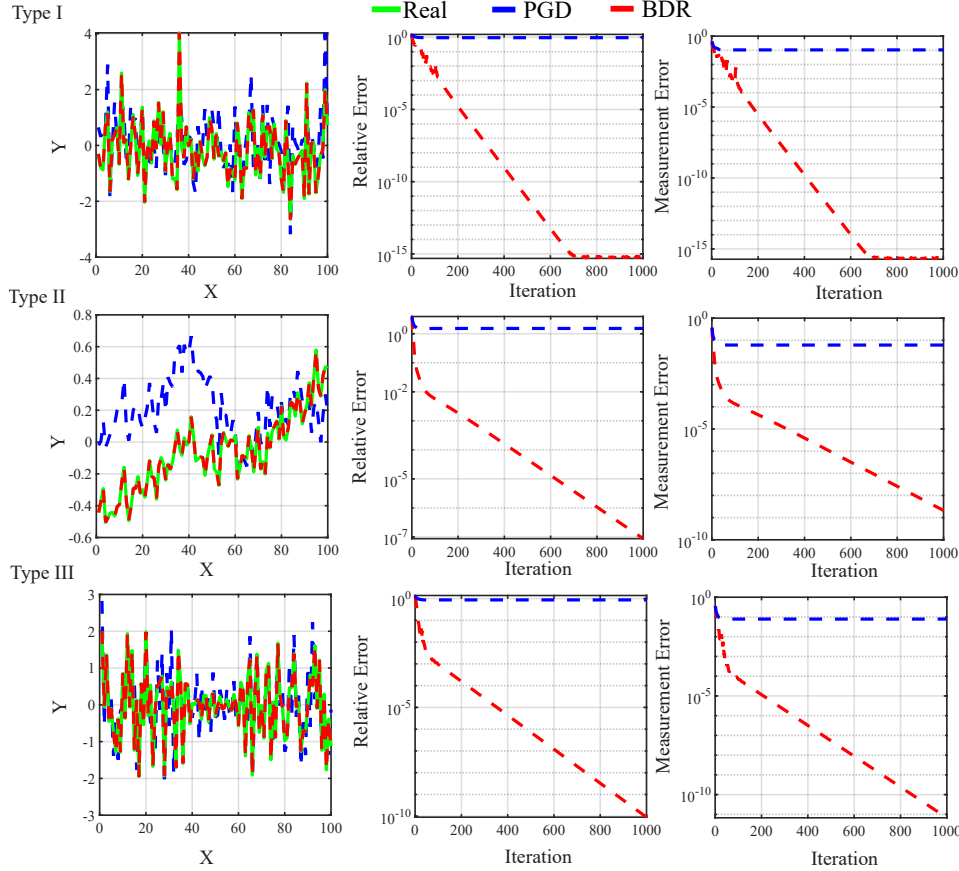 Type I
Real PGD BDR
4
2
0
-2
-4
Y
0 20 40 60 80 100
X
10^0
10^-5
10^-10
10^-15
Relative Error
0 200 400 600 800 1000
Iteration
10^0
10^-5
10^-10
10^-15
Measurement Error
0 200 400 600 800 1000
Iteration
Type II
0.8
0.6
0.4
0.2
0
-0.2
-0.4
-0.6
Y
0 20 40 60 80 100
X
10^0
10^-2
10^-5
10^-7
Relative Error
0 200 400 600 800 1000
Iteration
10^0
10^-5
10^-10
Measurement Error
0 200 400 600 800 1000
Iteration
Type III
3
2
1
0
-1
-2
-3
Y
0 20 40 60 80 100
X
10^0
10^-5
10^-10
Relative Error
0 200 400 600 800 1000
Iteration
10^0
10^-5
10^-10
Measurement Error
0 200 400 600 800 1000
Iteration